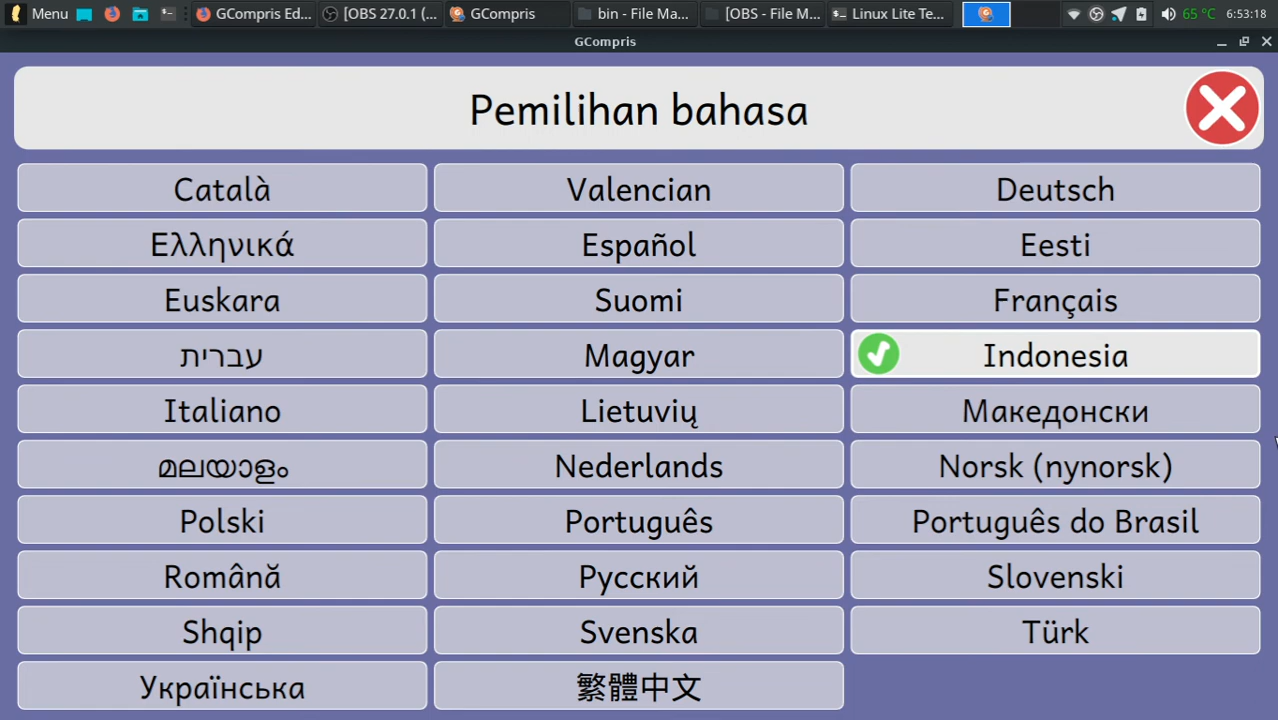 Menu GCompris Ed... [OBS 27.0.1 (... GCompris bin - File Ma... [OBS - File M... Linux Lite Te... 65 °C 6:53:18
GCompris
Pemilihan bahasa
Català Valencian Deutsch
Ελληνικά Español Eesti
Euskara Suomi Français
עברית Magyar Indonesia
Italiano Lietuvių Македонски
മലയാളം Nederlands Norsk (nynorsk)
Polski Português Português do Brasil
Română Русский Slovenski
Shqip Svenska Türk
Українська 繁體中文